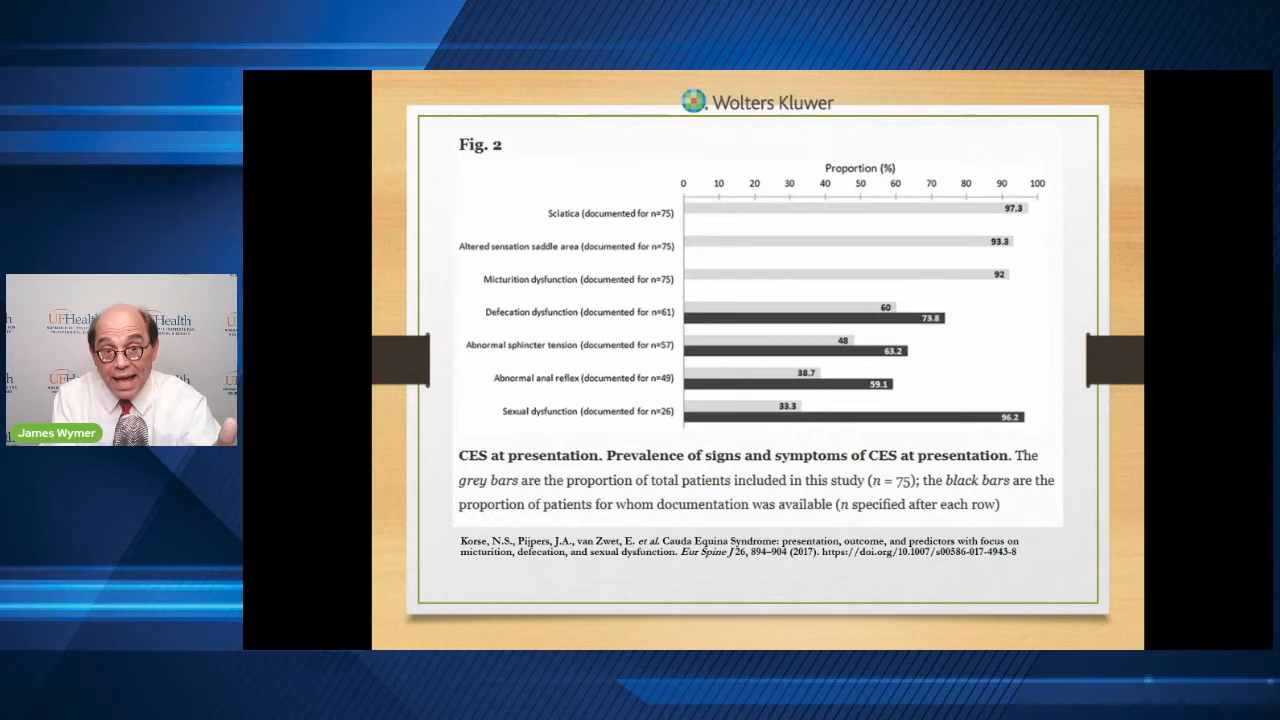 Wolters Kluwer
Fig. 2
Proportion (%)
0 10 20 30 40 50 60 70 80 90 100
Sciatica (documented for n=75) 97.3
Altered sensation saddle area (documented for n=75) 93.3
Micturition dysfunction (documented for n=75) 92
Defecation dysfunction (documented for n=61) 60
73.8
Abnormal sphincter tension (documented for n=57) 48
63.2
Abnormal anal reflex (documented for n=49) 38.7
59.1
Sexual dysfunction (documented for n=26) 33.3
96.2
CES at presentation. Prevalence of signs and symptoms of CES at presentation. The
grey bars are the proportion of total patients included in this study (n = 75); the black bars are the
proportion of patients for whom documentation was available (n specified after each row)
Korse, N.S., Pijpers, J.A., van Zwet, E. et al. Cauda Equina Syndrome: presentation, outcome, and predictors with focus on
micturition, defecation, and sexual dysfunction. Eur Spine J 26, 894–904 (2017). https://doi.org/10.1007/s00586-017-4943-8
UFHealth
Health
James Wymer